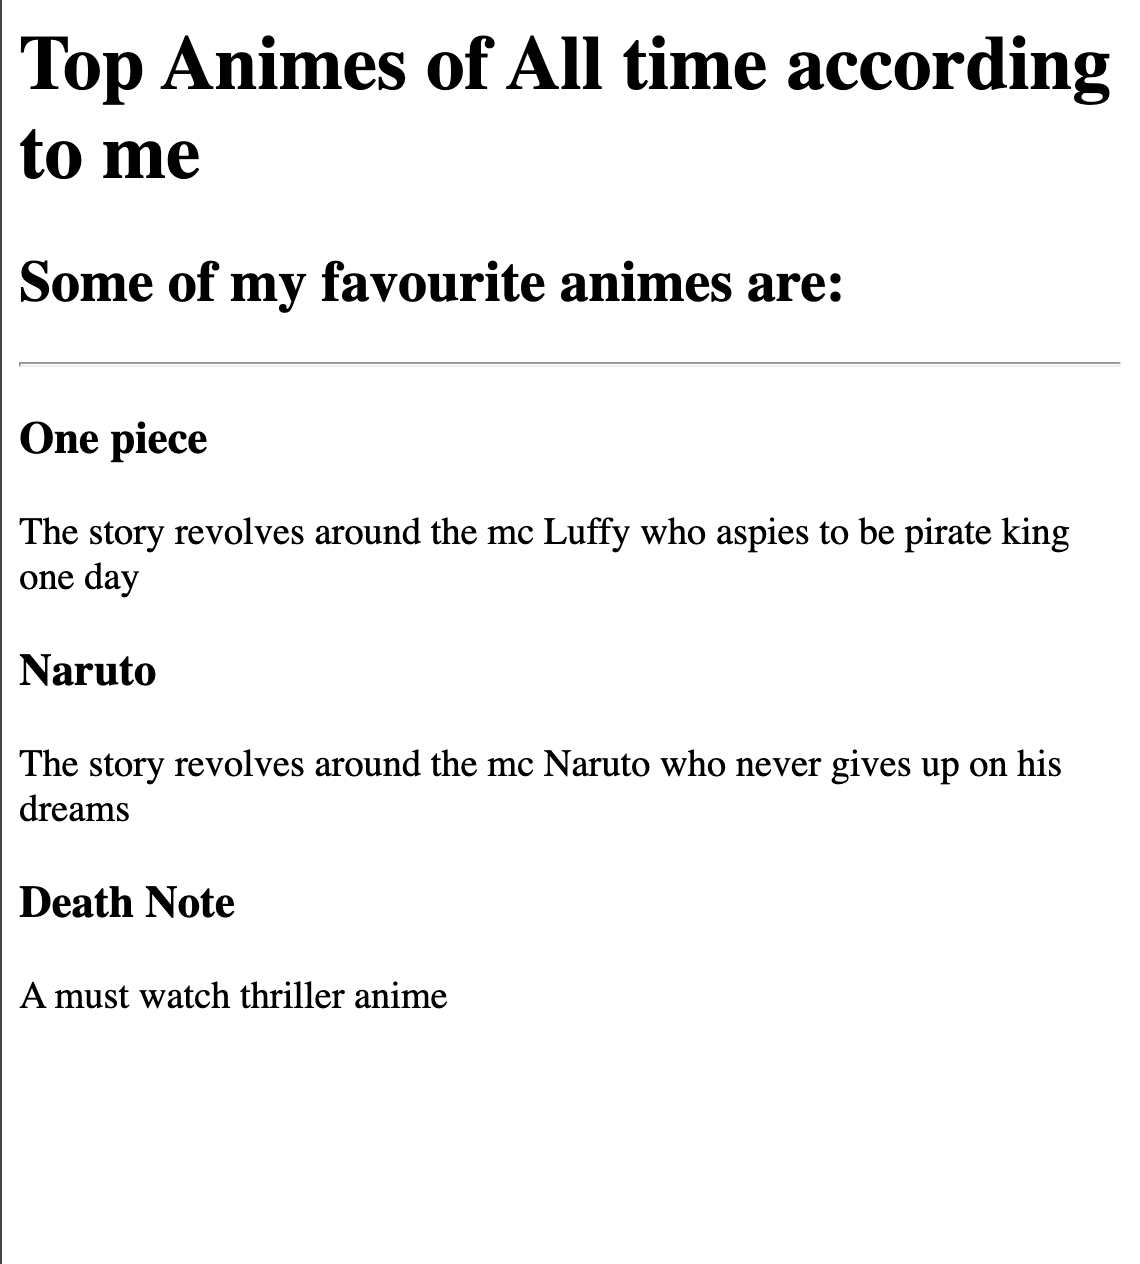 Top Animes of All time according
to me
Some of my favourite animes are:
One piece
The story revolves around the mc Luffy who aspies to be pirate king
one day
Naruto
The story revolves around the mc Naruto who never gives up on his
dreams
Death Note
A must watch thriller anime